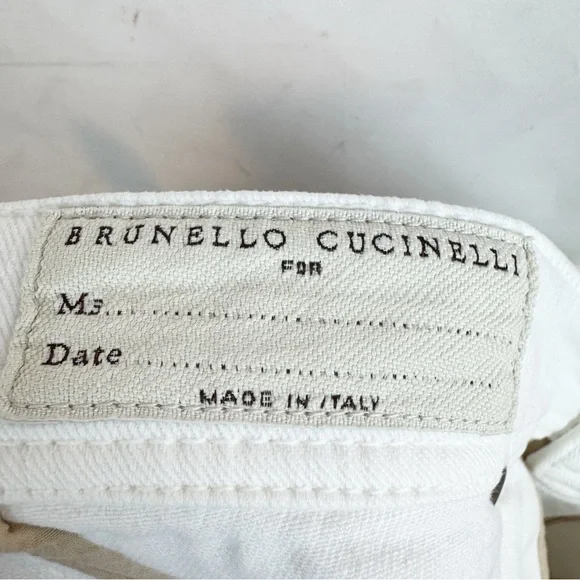 BRUNELLO CUCINELLI
FOR
Ms..............................
Date ..............................
MADE IN ITALY